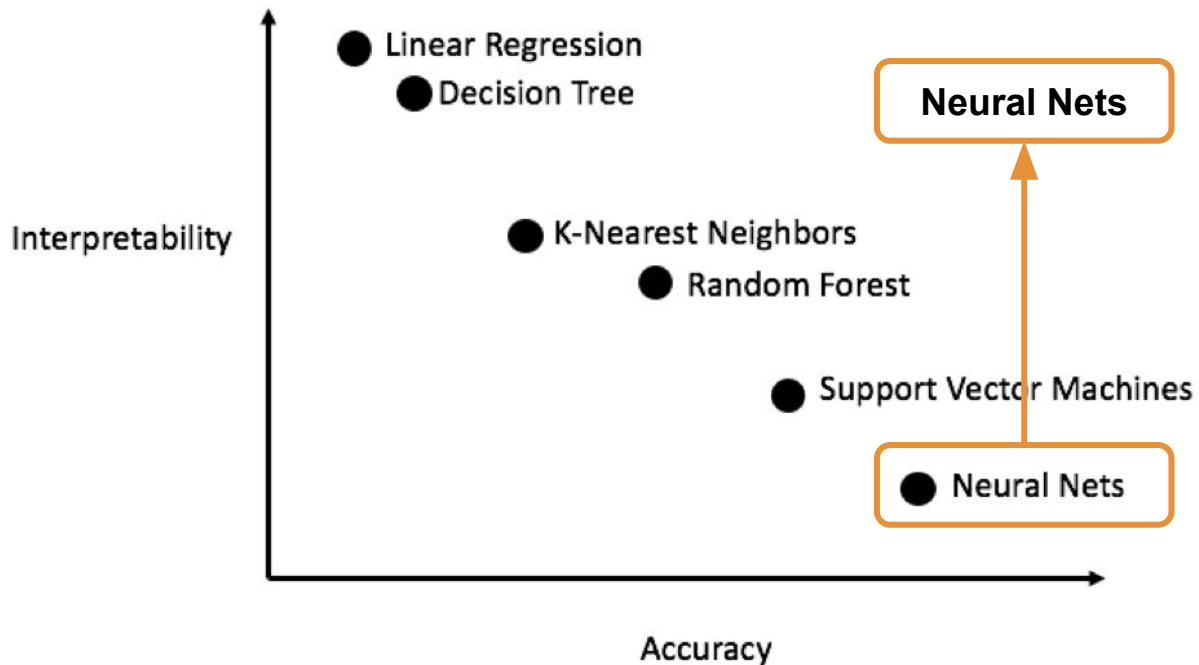 Linear Regression
Decision Tree
Neural Nets
Interpretability
K-Nearest Neighbors
Random Forest
Support Vector Machines
Neural Nets
Accuracy